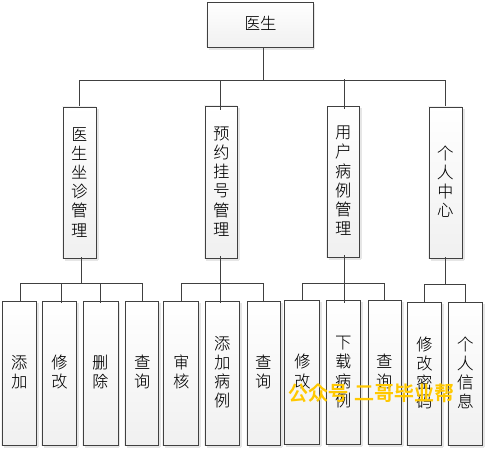 医生
医生坐诊管理
预约挂号管理
用户病例管理
个人中心
添加
修改
删除
查询
审核
添加病例
查询
修改
下载病例
查询
修改密码
个人信息
公众号 二哥毕业帮